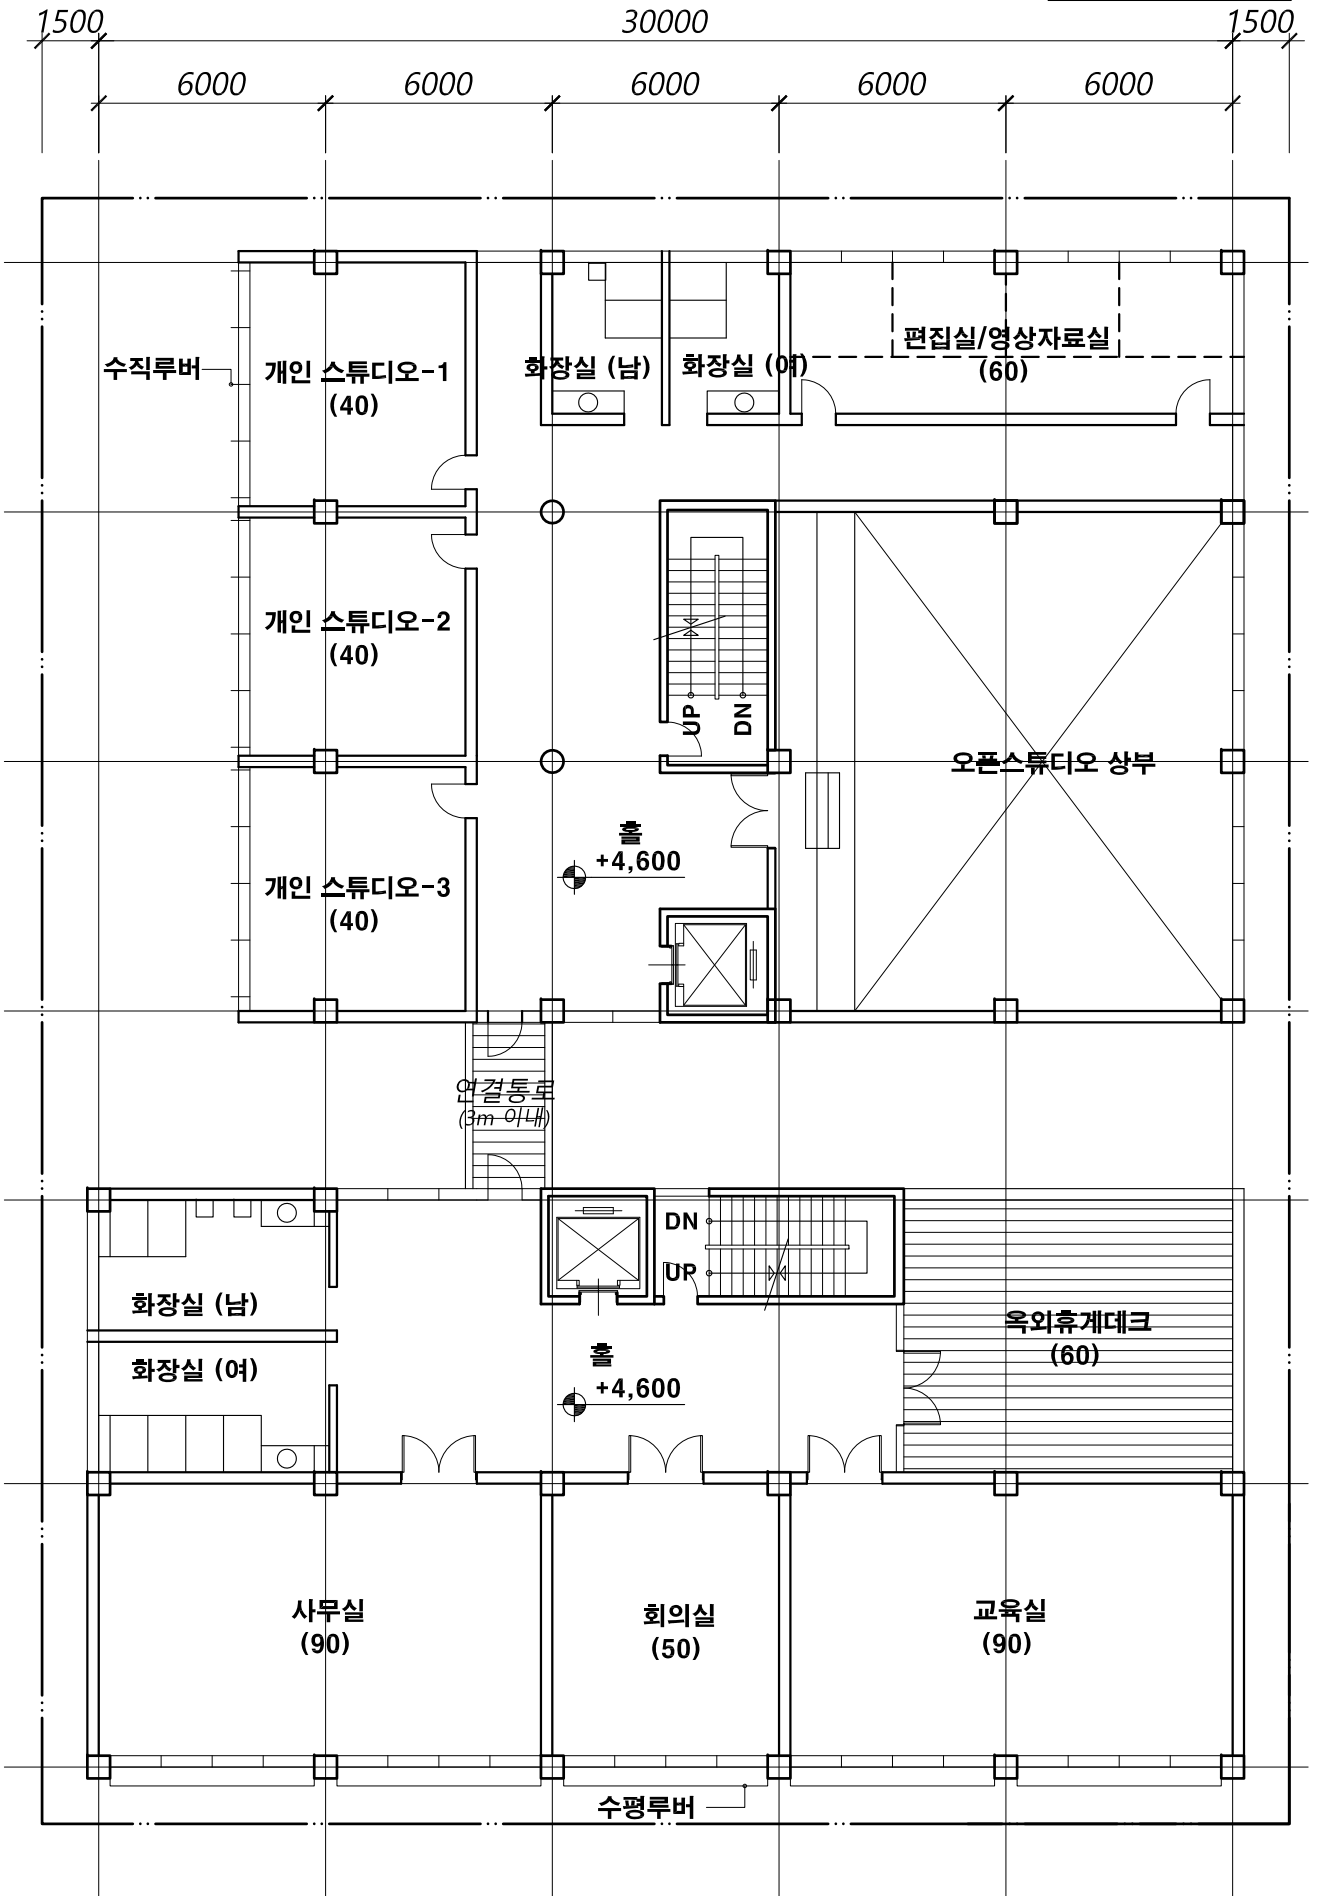 1500 30000 1500
6000 6000 6000 6000 6000
편집실/영상자료실
(60)
수직루버
개인 스튜디오-1
(40)
화장실 (남) 화장실 (여)
개인 스튜디오-2
(40)
UP DN
오픈스튜디오 상부
홀
+4,600
개인 스튜디오-3
(40)
연결통로
(3m 이내)
DN
UP
화장실 (남)
옥외휴게데크
(60)
화장실 (여)
홀
+4,600
사무실
(90)
회의실
(50)
교육실
(90)
수평루버